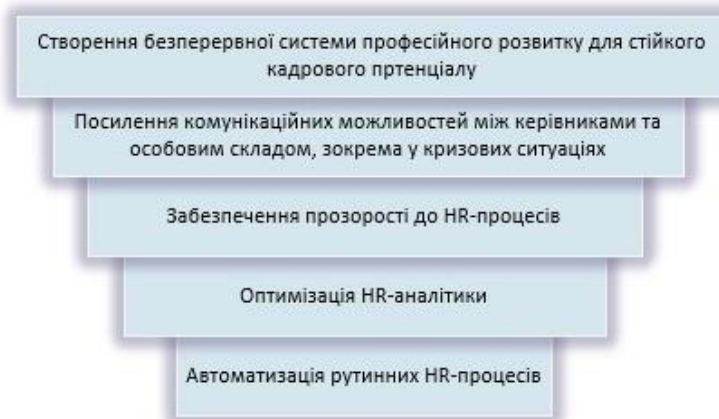 Створення безперервної системи професійного розвитку для стійкого
кадрового пртенціалу
Посилення комунікаційних можливостей між керівниками та
особовим складом, зокрема у кризових ситуаціях
Забезпечення прозорості до HR-процесів
Оптимізація HR-аналітики
Автоматизація рутинних HR-процесів